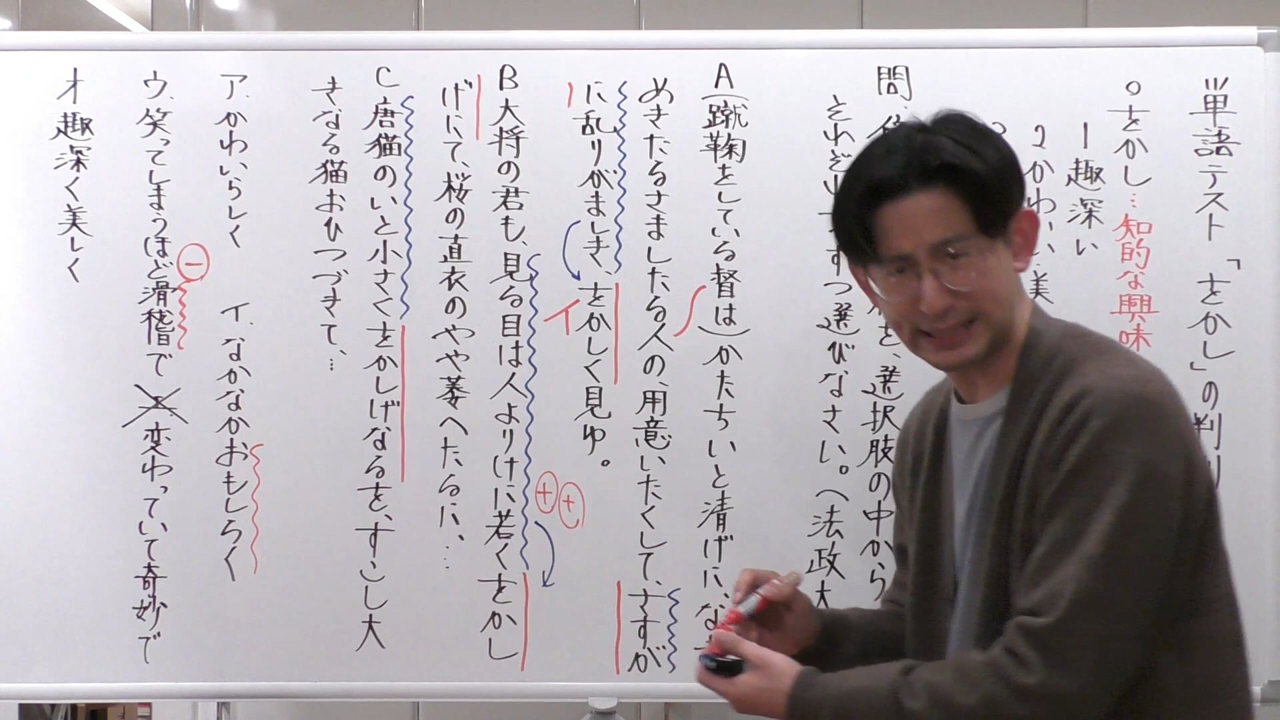 ※単語テスト「をかし」の判別
○をかし…知的な興味
1 趣深い
2 かわいい 美
問、
それぞれ 一つずつ選びなさい。(法政大
を、選択肢の中から
A(蹴鞠をしている督は)かたちいと清げに、なま
めきたるさましたる人の、用意いたくして、さすが
に乱りがましき、をかしく見ゆ。
イ
B 大将の君も、見る目は人よりけに若くをかし
げにて、桜の直衣のやや萎へたるに、…
C 唐猫のいと小さくをかしげなるを、すこし大
きなる猫おひつづきて、…
ア、かわいらしく イ、なかなかおもしろく
ウ、笑ってしまうほど滑稽で エ 変わっていて奇妙で
オ 趣深く美しく